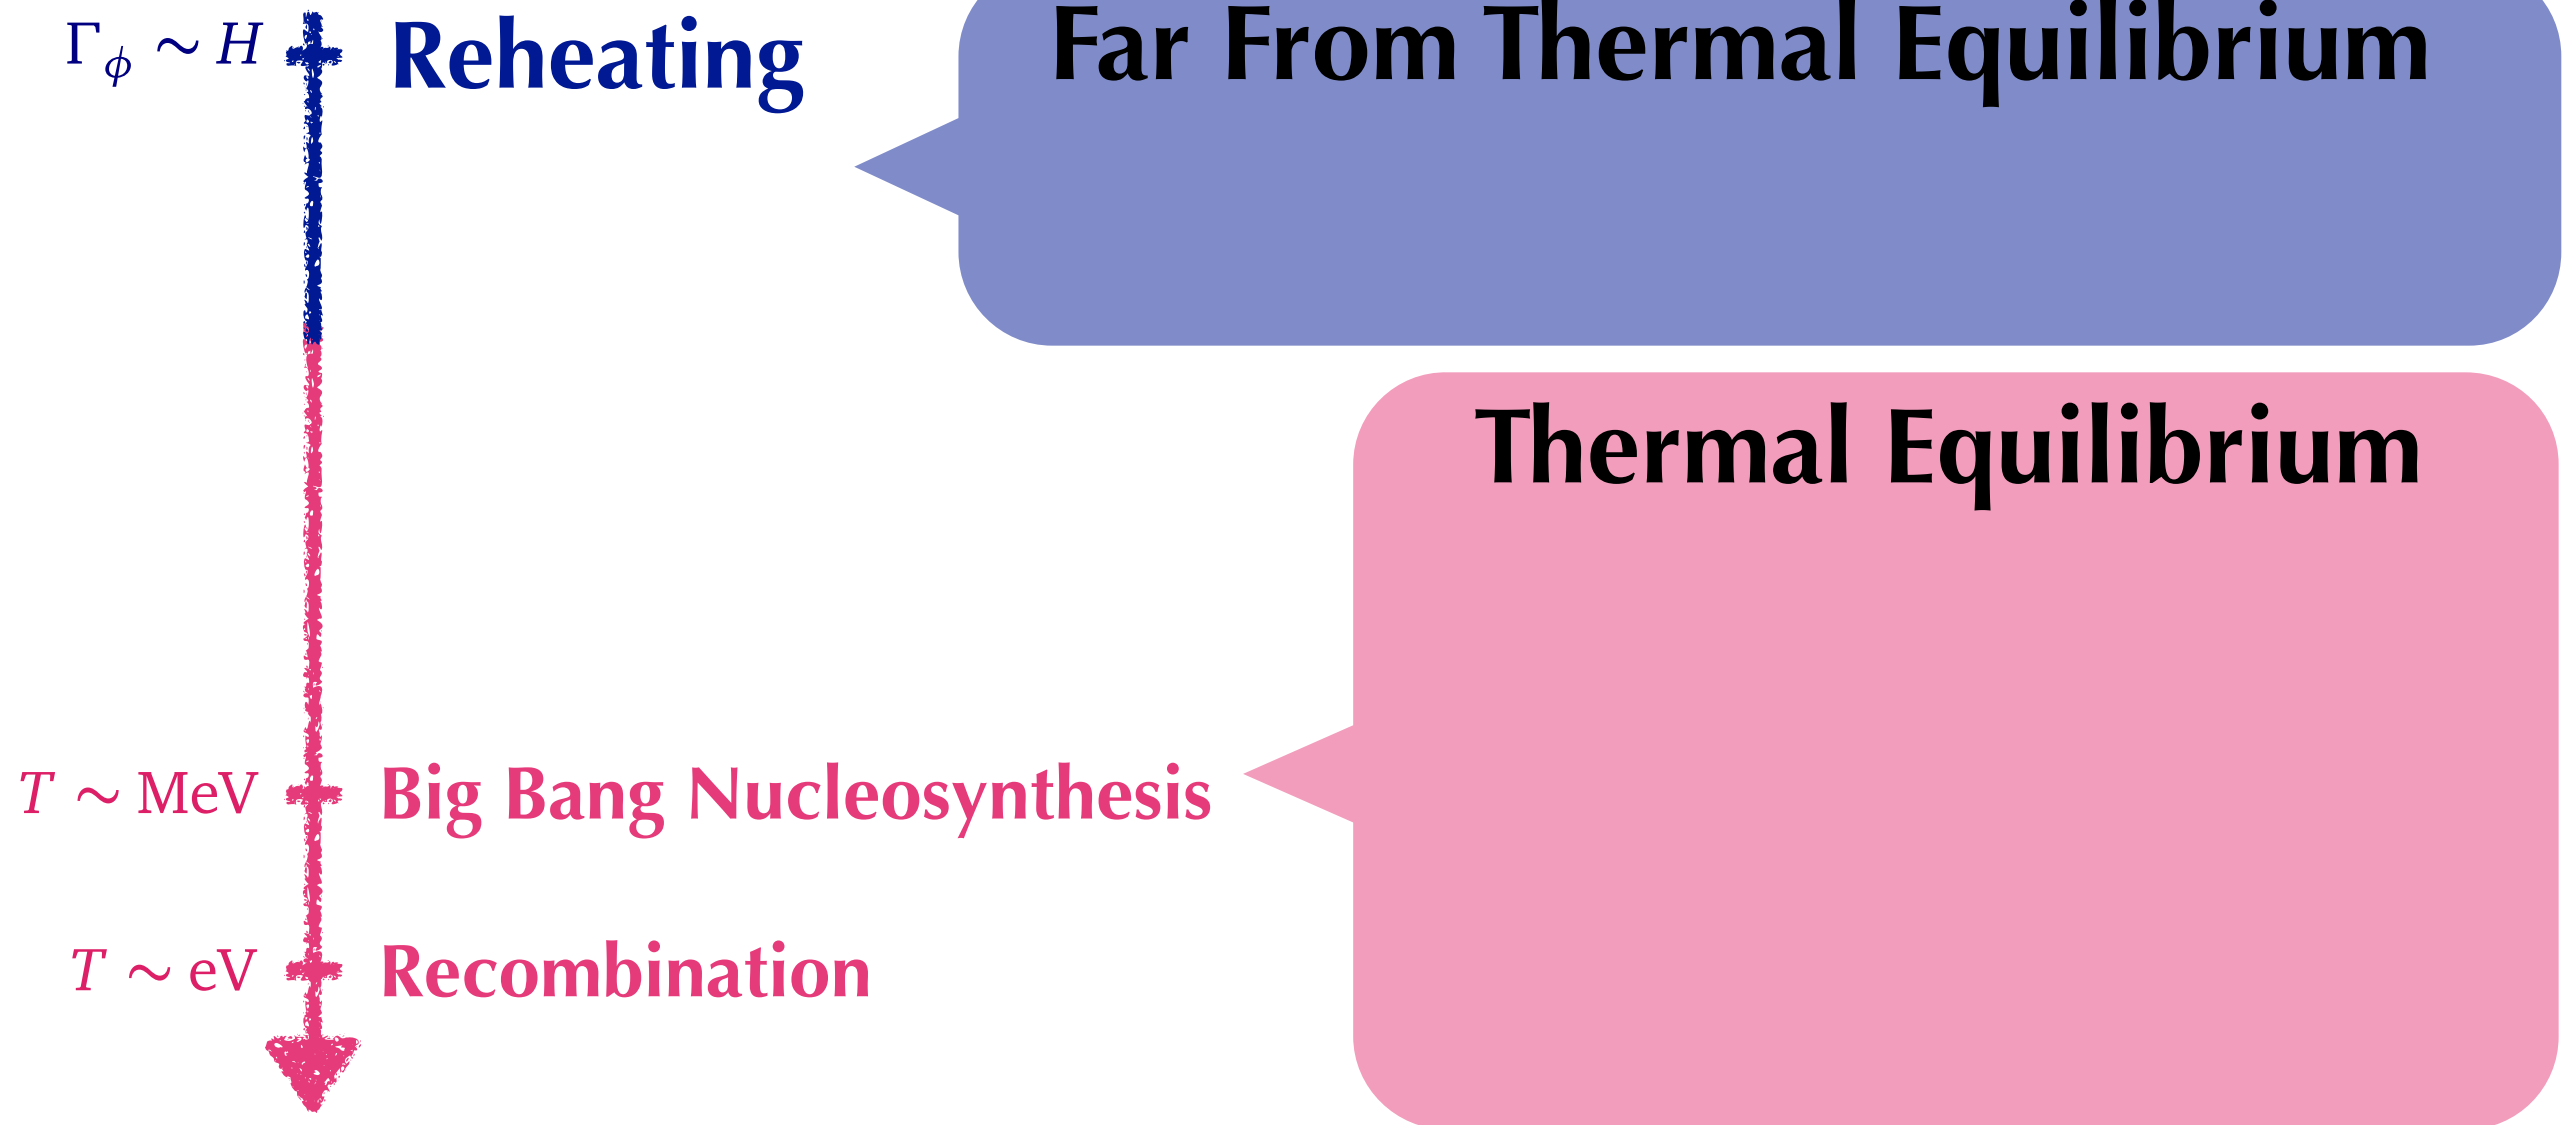 Γ_ϕ ∼ H Reheating
Far From Thermal Equilibrium
Thermal Equilibrium
T ∼ MeV Big Bang Nucleosynthesis
T ∼ eV Recombination